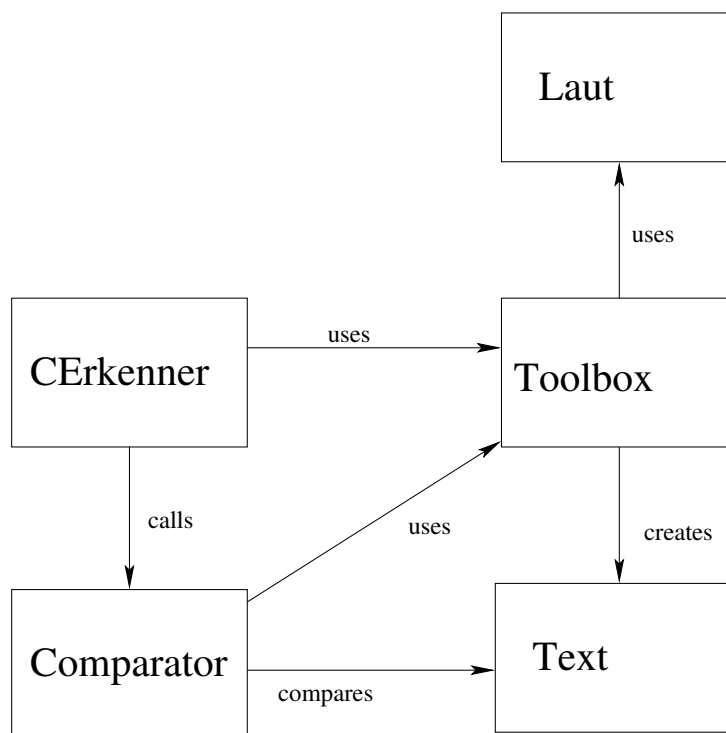 Laut
uses
uses
CErkenner
Toolbox
calls
uses
creates
Comparator
Text
compares